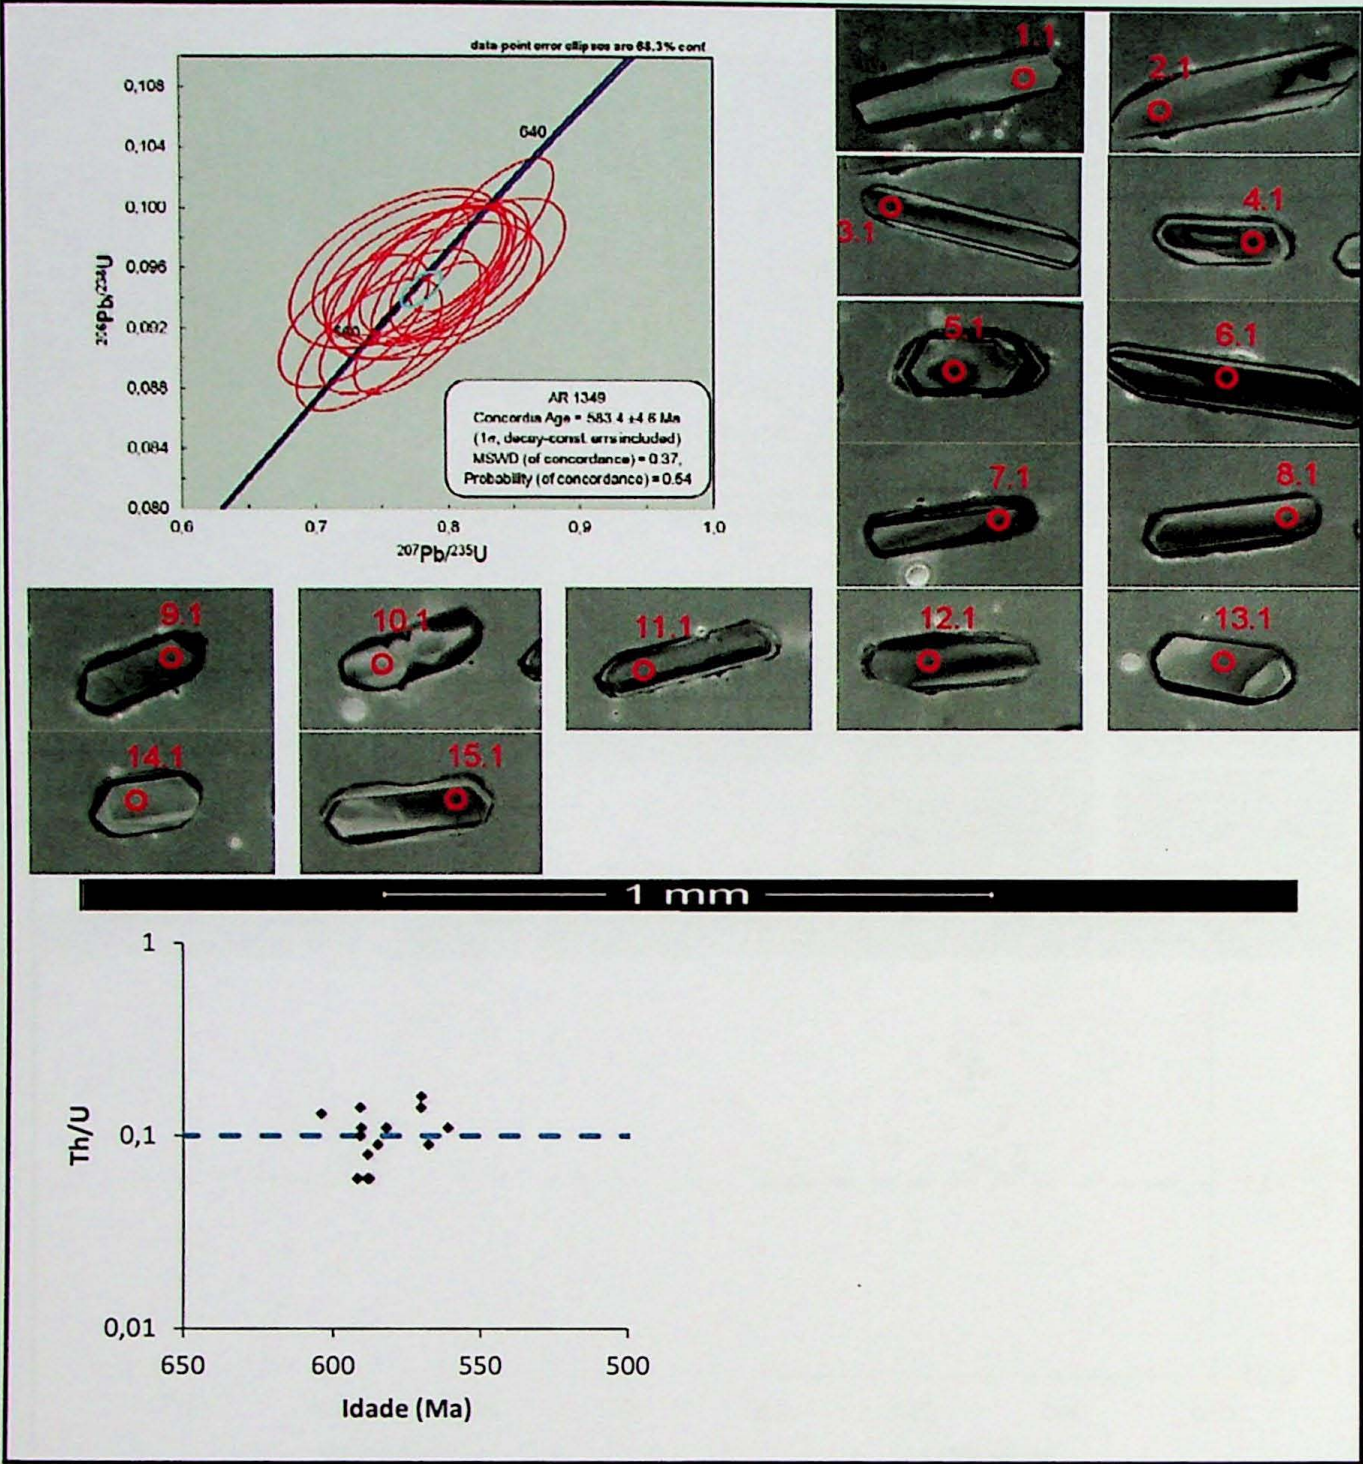 data-point error ellipses are 68.3% conf
0,108
0,104
0,100
0,096
0,092
0,088
0,084
0,080
206Pb/238U
640
0,6 0,7 0,8 0,9 1,0
207Pb/235U
AR 1349
Concordia Age = 583.4 ±4.6 Ma
(1σ, decay-const. errs included)
MSWD (of concordance) = 0.37,
Probability (of concordance) = 0.54
1.1
2.1
3.1
4.1
5.1
6.1
7.1
8.1
9.1
10.1
11.1
12.1
13.1
14.1
15.1
1 mm
1
0,1
0,01
Th/U
650 600 550 500
Idade (Ma)